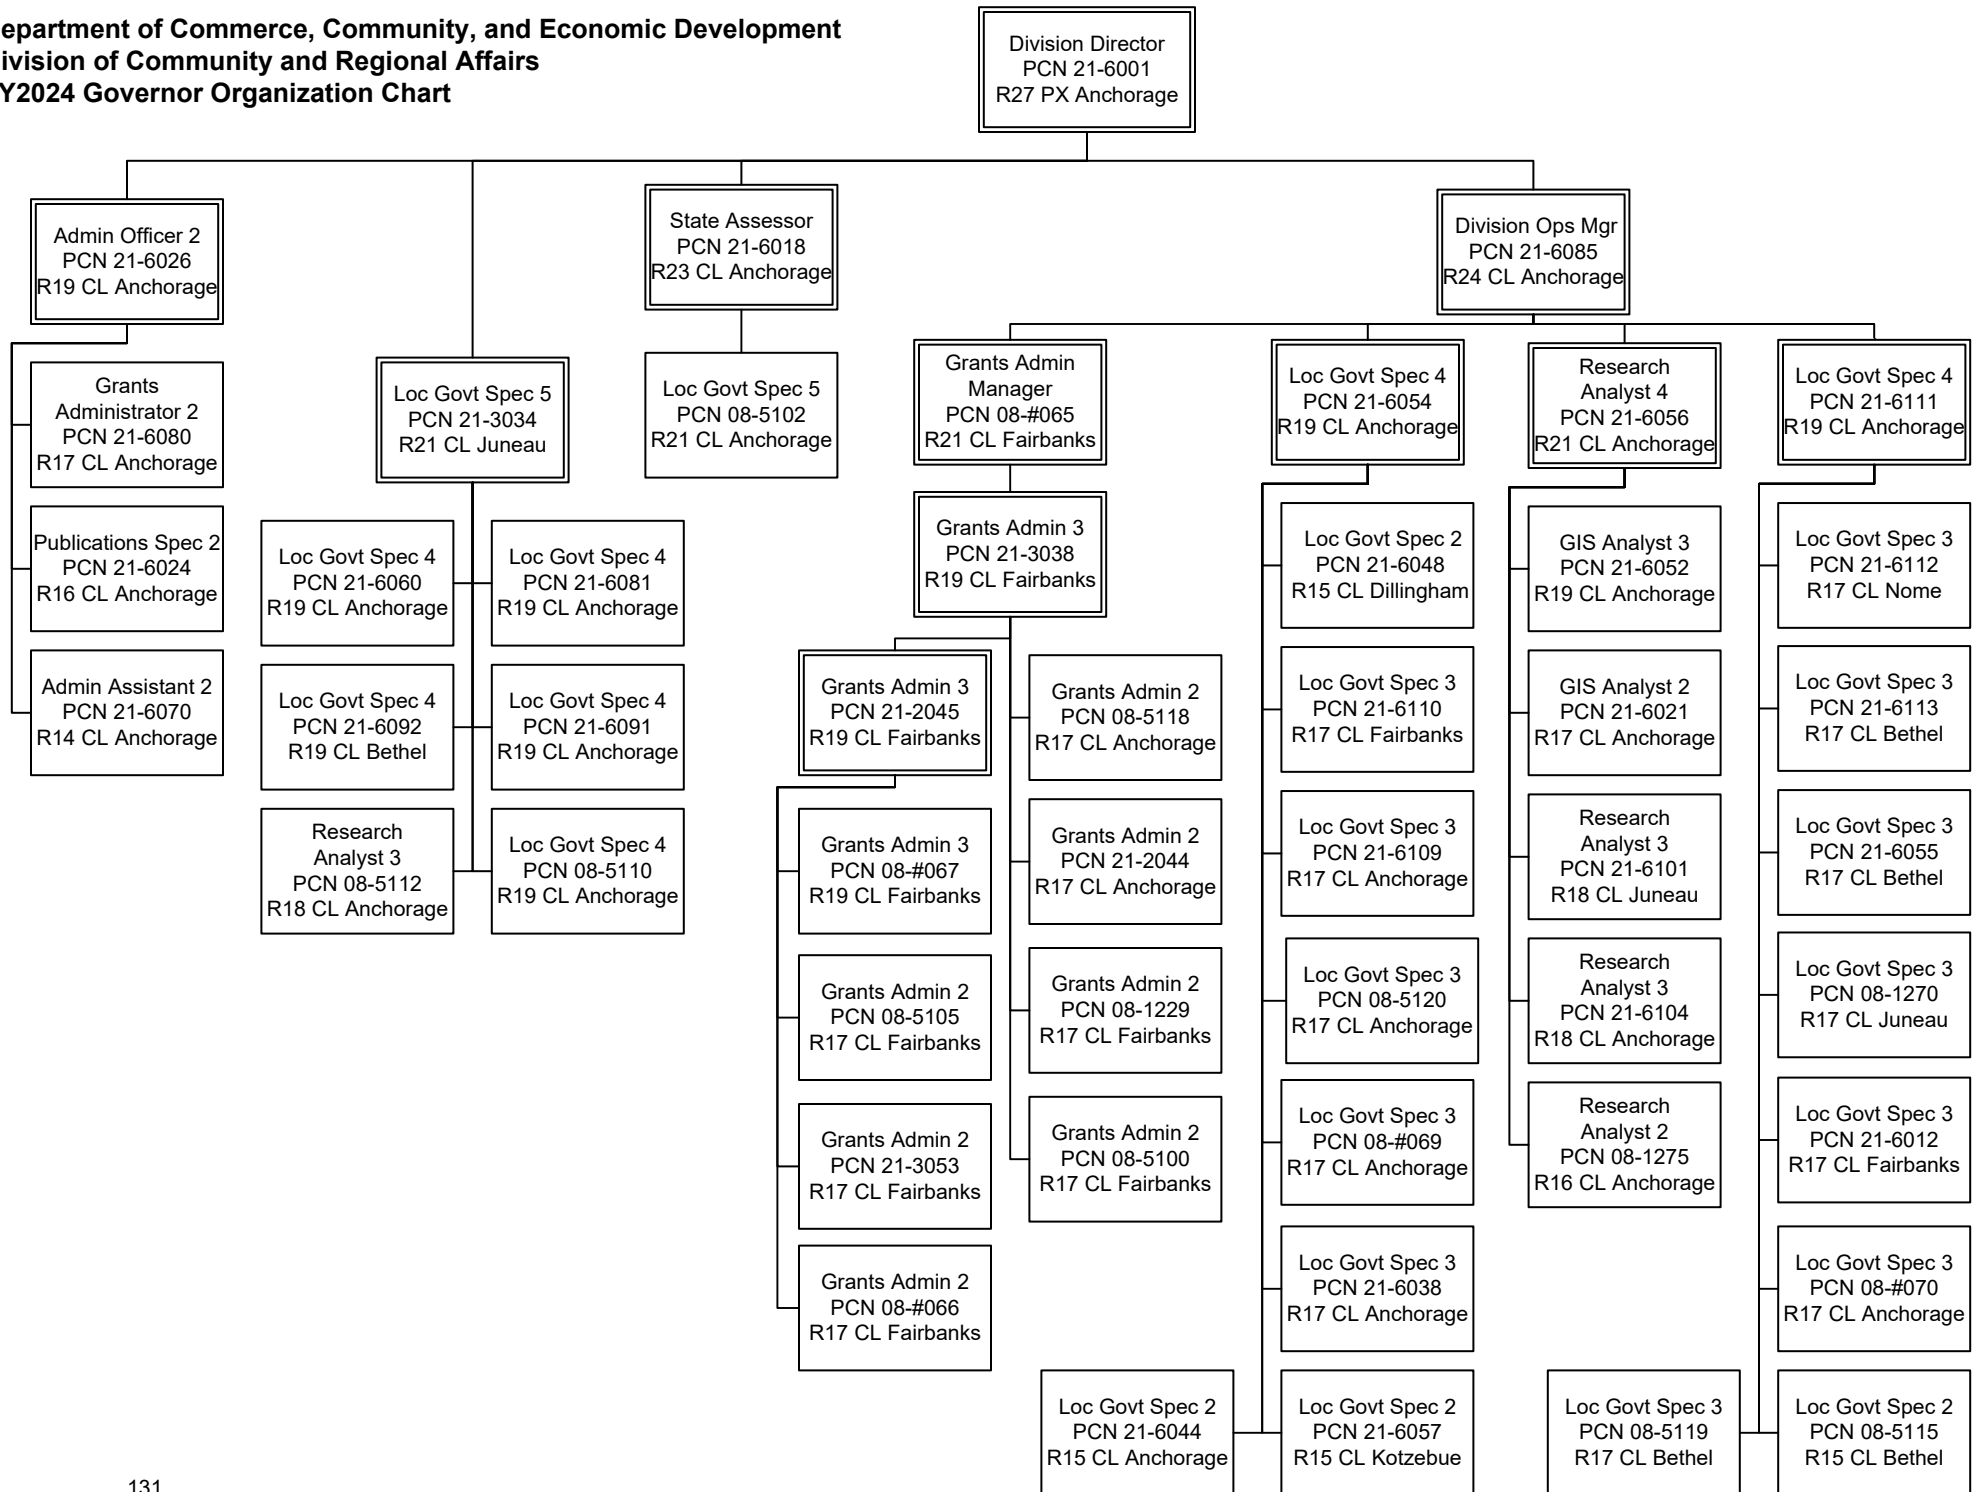 epartment of Commerce, Community, and Economic Development
ivision of Community and Regional Affairs
Y2024 Governor Organization Chart
Division Director
PCN 21-6001
R27 PX Anchorage
Admin Officer 2
PCN 21-6026
R19 CL Anchorage
Grants
Administrator 2
PCN 21-6080
R17 CL Anchorage
Publications Spec 2
PCN 21-6024
R16 CL Anchorage
Admin Assistant 2
PCN 21-6070
R14 CL Anchorage
Loc Govt Spec 5
PCN 21-3034
R21 CL Juneau
Loc Govt Spec 4
PCN 21-6060
R19 CL Anchorage
Loc Govt Spec 4
PCN 21-6081
R19 CL Anchorage
Loc Govt Spec 4
PCN 21-6092
R19 CL Bethel
Loc Govt Spec 4
PCN 21-6091
R19 CL Anchorage
Research
Analyst 3
PCN 08-5112
R18 CL Anchorage
Loc Govt Spec 4
PCN 08-5110
R19 CL Anchorage
State Assessor
PCN 21-6018
R23 CL Anchorage
Loc Govt Spec 5
PCN 08-5102
R21 CL Anchorage
Division Ops Mgr
PCN 21-6085
R24 CL Anchorage
Grants Admin
Manager
PCN 08-#065
R21 CL Fairbanks
Grants Admin 3
PCN 21-3038
R19 CL Fairbanks
Grants Admin 3
PCN 21-2045
R19 CL Fairbanks
Grants Admin 3
PCN 08-#067
R19 CL Fairbanks
Grants Admin 2
PCN 08-5105
R17 CL Fairbanks
Grants Admin 2
PCN 21-3053
R17 CL Fairbanks
Grants Admin 2
PCN 08-#066
R17 CL Fairbanks
Grants Admin 2
PCN 08-5118
R17 CL Anchorage
Grants Admin 2
PCN 21-2044
R17 CL Anchorage
Grants Admin 2
PCN 08-1229
R17 CL Fairbanks
Grants Admin 2
PCN 08-5100
R17 CL Fairbanks
Loc Govt Spec 4
PCN 21-6054
R19 CL Anchorage
Loc Govt Spec 2
PCN 21-6048
R15 CL Dillingham
Loc Govt Spec 3
PCN 21-6110
R17 CL Fairbanks
Loc Govt Spec 3
PCN 21-6109
R17 CL Anchorage
Loc Govt Spec 3
PCN 08-5120
R17 CL Anchorage
Loc Govt Spec 3
PCN 08-#069
R17 CL Anchorage
Loc Govt Spec 3
PCN 21-6038
R17 CL Anchorage
Loc Govt Spec 2
PCN 21-6044
R15 CL Anchorage
Loc Govt Spec 2
PCN 21-6057
R15 CL Kotzebue
Research
Analyst 4
PCN 21-6056
R21 CL Anchorage
GIS Analyst 3
PCN 21-6052
R19 CL Anchorage
GIS Analyst 2
PCN 21-6021
R17 CL Anchorage
Research
Analyst 3
PCN 21-6101
R18 CL Juneau
Research
Analyst 3
PCN 21-6104
R18 CL Anchorage
Research
Analyst 2
PCN 08-1275
R16 CL Anchorage
Loc Govt Spec 4
PCN 21-6111
R19 CL Anchorage
Loc Govt Spec 3
PCN 21-6112
R17 CL Nome
Loc Govt Spec 3
PCN 21-6113
R17 CL Bethel
Loc Govt Spec 3
PCN 21-6055
R17 CL Bethel
Loc Govt Spec 3
PCN 08-1270
R17 CL Juneau
Loc Govt Spec 3
PCN 21-6012
R17 CL Fairbanks
Loc Govt Spec 3
PCN 08-#070
R17 CL Anchorage
Loc Govt Spec 3
PCN 08-5119
R17 CL Bethel
Loc Govt Spec 2
PCN 08-5115
R15 CL Bethel
131